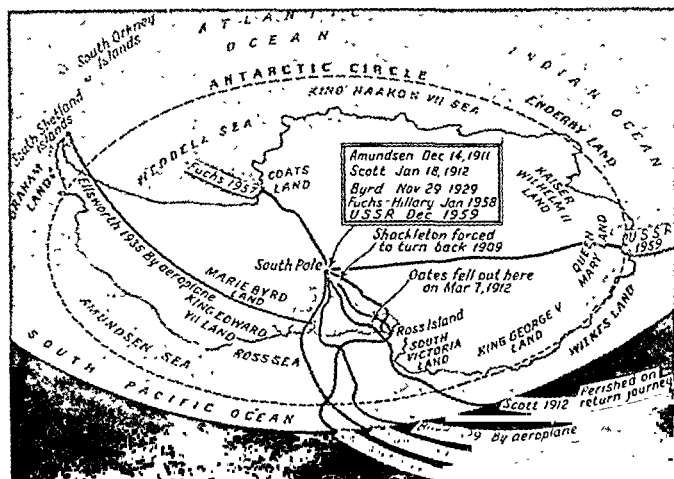 ATLANTIC
OCEAN
South Orkney
Islands
INDIAN OCEAN
ANTARCTIC CIRCLE
KING HAAKON VII SEA
ENDERBY LAND
South Shetland
Islands
WEDDELL SEA
GRAHAM
LAND
Fuchs
COATS
LAND
Amundsen Dec 14, 1911
Scott Jan 18, 1912
Byrd Nov 29 1929
Fuchs-Hillary Jan 1958
USSR Dec 1959
KAISER
WILHELM II
LAND
Ellsworth 1935 By aeroplane
Shackleton forced
to turn back 1909
QUEEN
MARY LAND
USSR
1959
South Pole
Oates fell out here
on Mar 7, 1912
MARIE BYRD
LAND
KING EDWARD
VII LAND
Ross Island
SOUTH
VICTORIA
LAND
KING GEORGE V
LAND
WILKES LAND
AMUNDSEN SEA
ROSS SEA
SOUTH PACIFIC OCEAN
Scott 1912
Perished on
return journey
By aeroplane